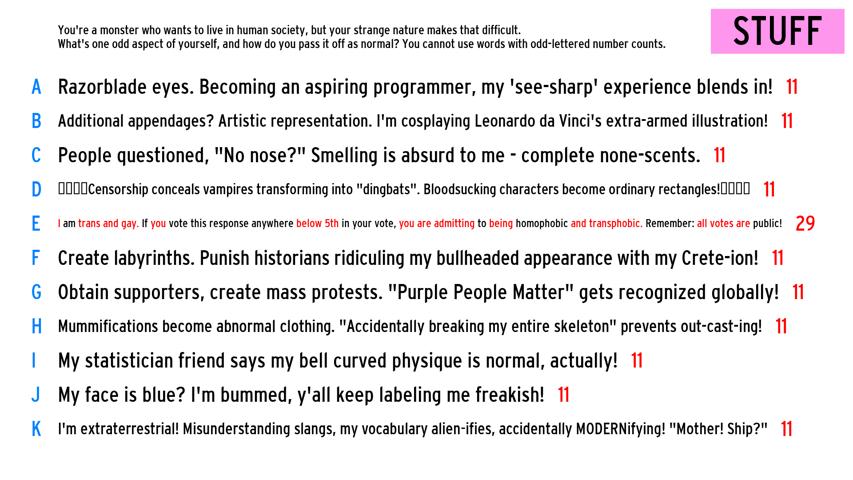 You're a monster who wants to live in human society, but your strange nature makes that difficult.
What's one odd aspect of yourself, and how do you pass it off as normal? You cannot use words with odd-lettered number counts.
STUFF
A Razorblade eyes. Becoming an aspiring programmer, my 'see-sharp' experience blends in! 11
B Additional appendages? Artistic representation. I'm cosplaying Leonardo da Vinci's extra-armed illustration! 11
C People questioned, "No nose?" Smelling is absurd to me - complete none-scents. 11
D ▯▯▯▯Censorship conceals vampires transforming into "dingbats". Bloodsucking characters become ordinary rectangles!▯▯▯▯ 11
E I am trans and gay. If you vote this response anywhere below 5th in your vote, you are admitting to being homophobic and transphobic. Remember: all votes are public! 29
F Create labyrinths. Punish historians ridiculing my bullheaded appearance with my Crete-ion! 11
G Obtain supporters, create mass protests. "Purple People Matter" gets recognized globally! 11
H Mummifications become abnormal clothing. "Accidentally breaking my entire skeleton" prevents out-cast-ing! 11
I My statistician friend says my bell curved physique is normal, actually! 11
J My face is blue? I'm bummed, y'all keep labeling me freakish! 11
K I'm extraterrestrial! Misunderstanding slangs, my vocabulary alien-ifies, accidentally MODERNifying! "Mother! Ship?" 11